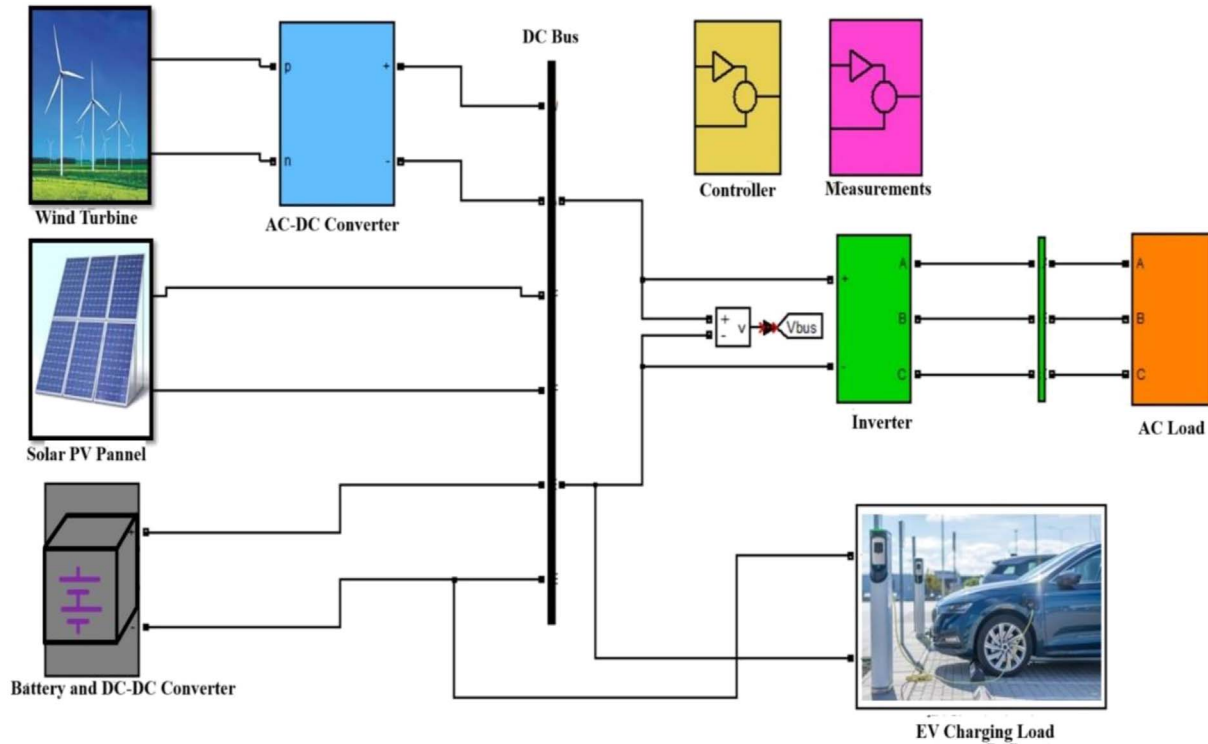 DC Bus
p
+
n
-
Wind Turbine
AC-DC Converter
Controller
Measurements
Solar PV Pannel
+
-
v
Vbus
+
-
A
B
C
Inverter
A
B
C
AC Load
+
-
Battery and DC-DC Converter
EV Charging Load